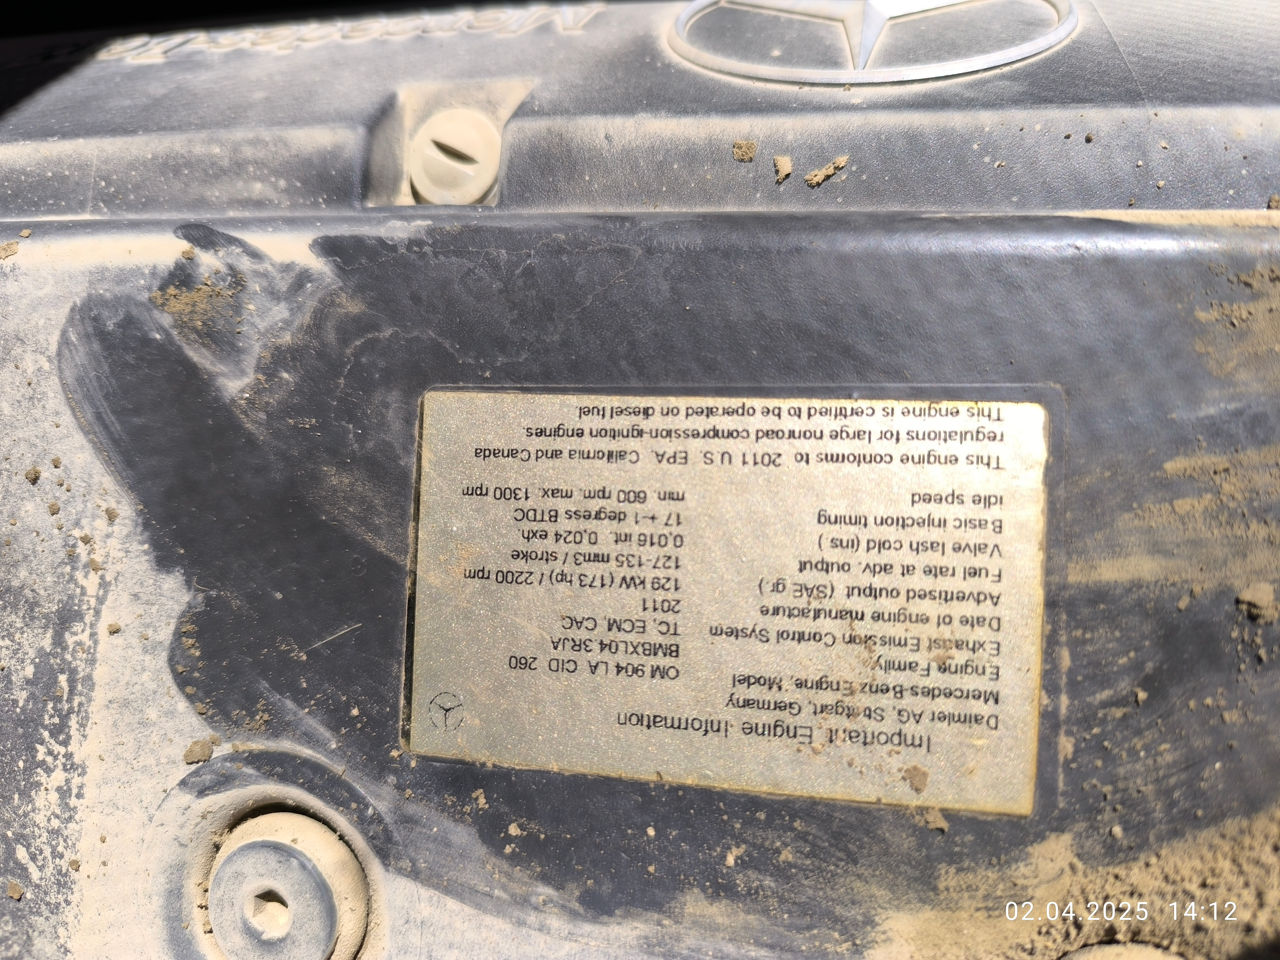 Important Engine Information
Daimler AG, Stuttgart, Germany
Mercedes-Benz Engine, Model OM 904 LA CID 260
Engine Family BMBXL04.3RJA
Exhaust Emission Control System TC, ECM, CAC
Date of engine manufacture 2011
Advertised output (SAE gr.) 129 kW (173 hp) / 2200 rpm
Fuel rate at adv. output 127-135 mm3 / stroke
Valve lash cold (ins.) 0,016 int. 0,024 exh.
Basic injection timing 17 +-1 degress BTDC
idle speed min. 600 rpm, max. 1300 rpm
This engine conforms to 2011 U.S. EPA, California and Canada
regulations for large nonroad compression-ignition engines.
This engine is certified to be operated on diesel fuel.
Mercedes-Benz
02.04.2025 14:12